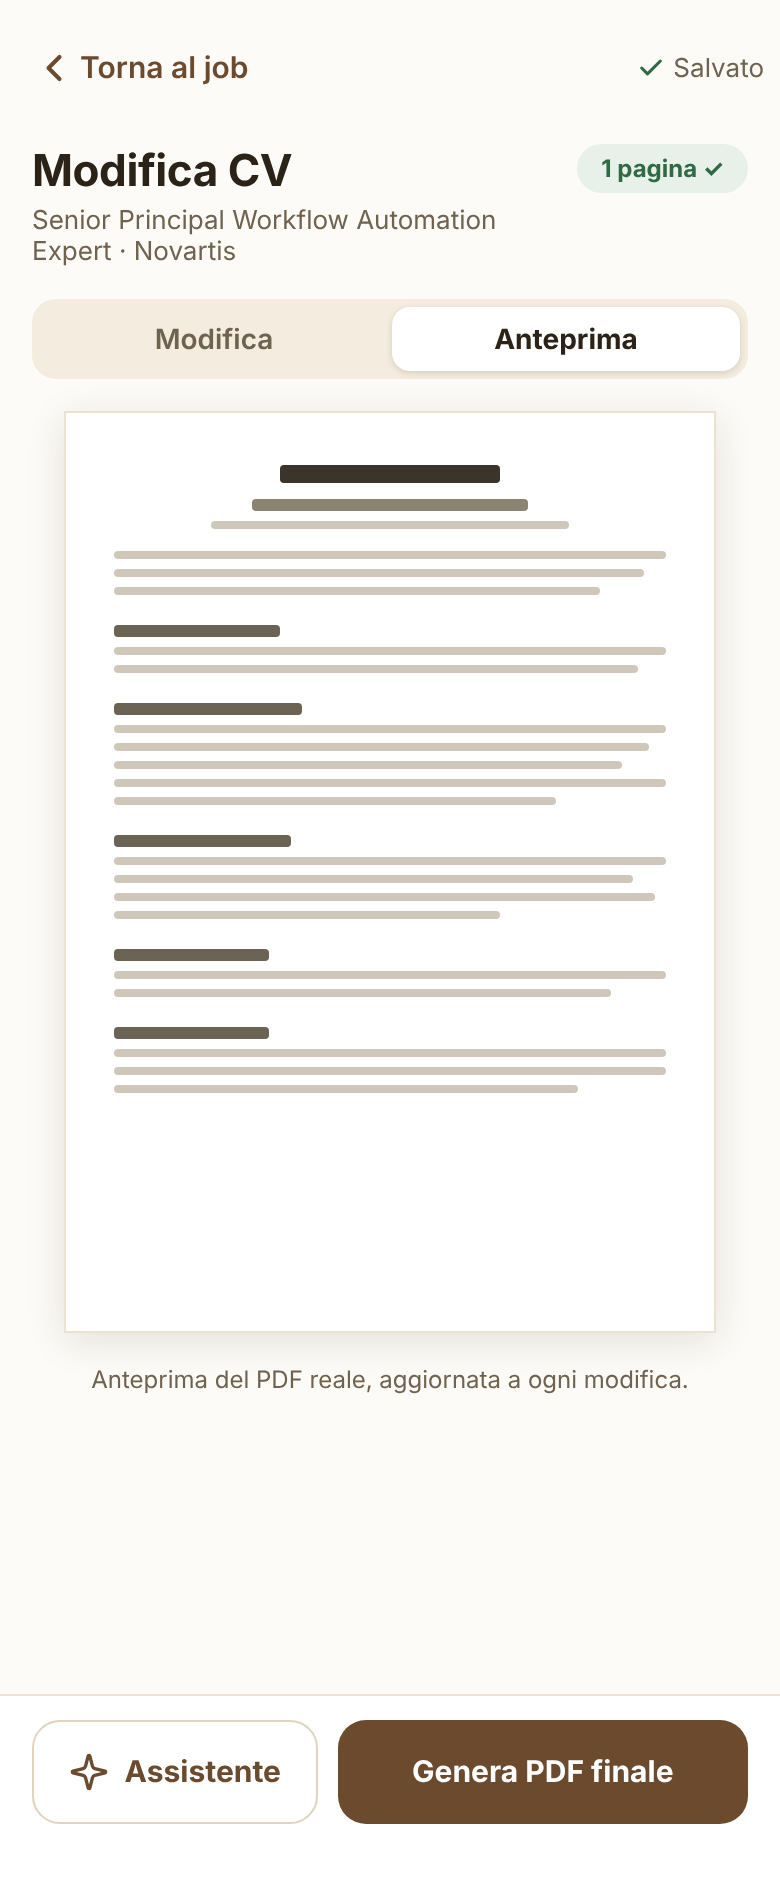 Torna al job
Salvato
Modifica CV
1 pagina ✓
Senior Principal Workflow Automation
Expert · Novartis
Modifica
Anteprima
Anteprima del PDF reale, aggiornata a ogni modifica.
Assistente
Genera PDF finale